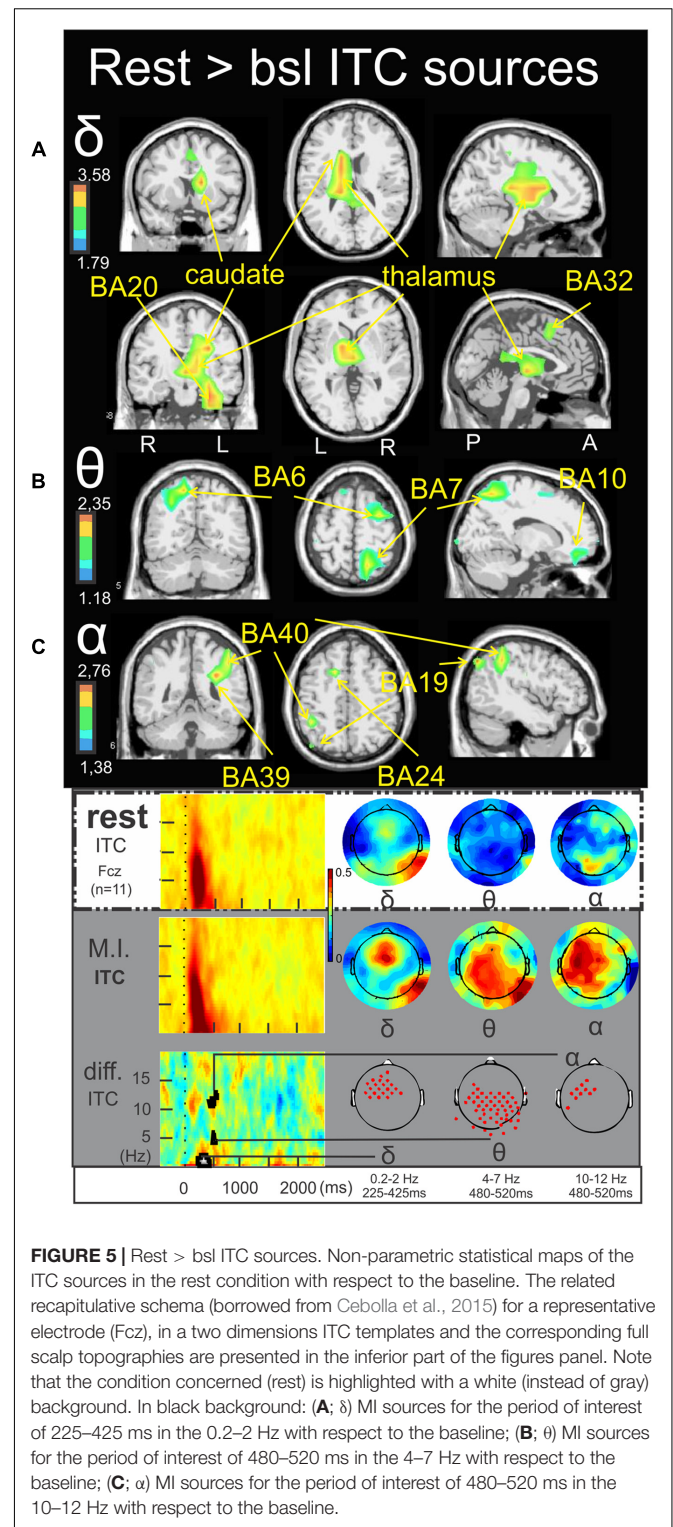 Rest > bsl ITC sources
A
δ
3.58
1.79
caudate
thalamus
BA20
BA32
R L
L R
P A
B
θ
2,35
1.18
BA6
BA7
BA10
5
C
α
2,76
1,38
BA40
BA19
BA39
BA24
6
rest
ITC
Fcz
(n=11)
0.5
0
δ
θ
α
M.I.
ITC
δ
θ
α
diff.
ITC
15
10
5
(Hz)
α
δ
θ
0 1000 2000 (ms)
0.2-2 Hz
225-425ms
4-7 Hz
480-520ms
10-12 Hz
480-520ms
FIGURE 5 | Rest > bsl ITC sources. Non-parametric statistical maps of the
ITC sources in the rest condition with respect to the baseline. The related
recapitulative schema (borrowed from Cebolla et al., 2015) for a representative
electrode (Fcz), in a two dimensions ITC templates and the corresponding full
scalp topographies are presented in the inferior part of the figures panel. Note
that the condition concerned (rest) is highlighted with a white (instead of gray)
background. In black background: (A; δ) MI sources for the period of interest
of 225–425 ms in the 0.2–2 Hz with respect to the baseline; (B; θ) MI sources
for the period of interest of 480–520 ms in the 4–7 Hz with respect to the
baseline; (C; α) MI sources for the period of interest of 480–520 ms in the
10–12 Hz with respect to the baseline.